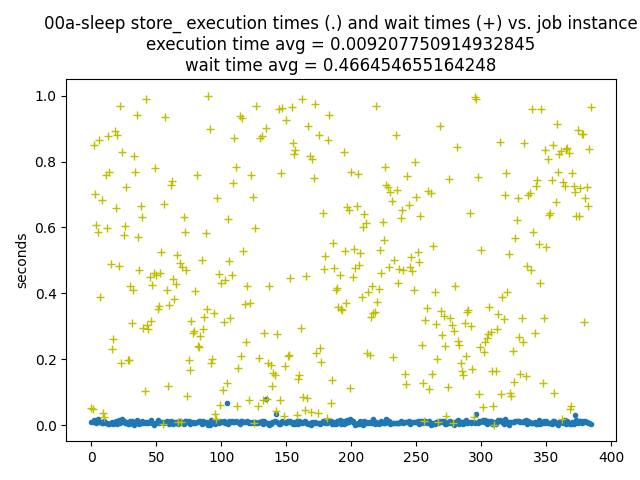 00a-sleep store_ execution times (.) and wait times (+) vs. job instance
execution time avg = 0.009207750914932845
wait time avg = 0.466454655164248
1.0
0.8
0.6
0.4
0.2
0.0
seconds
0 50 100 150 200 250 300 350 400